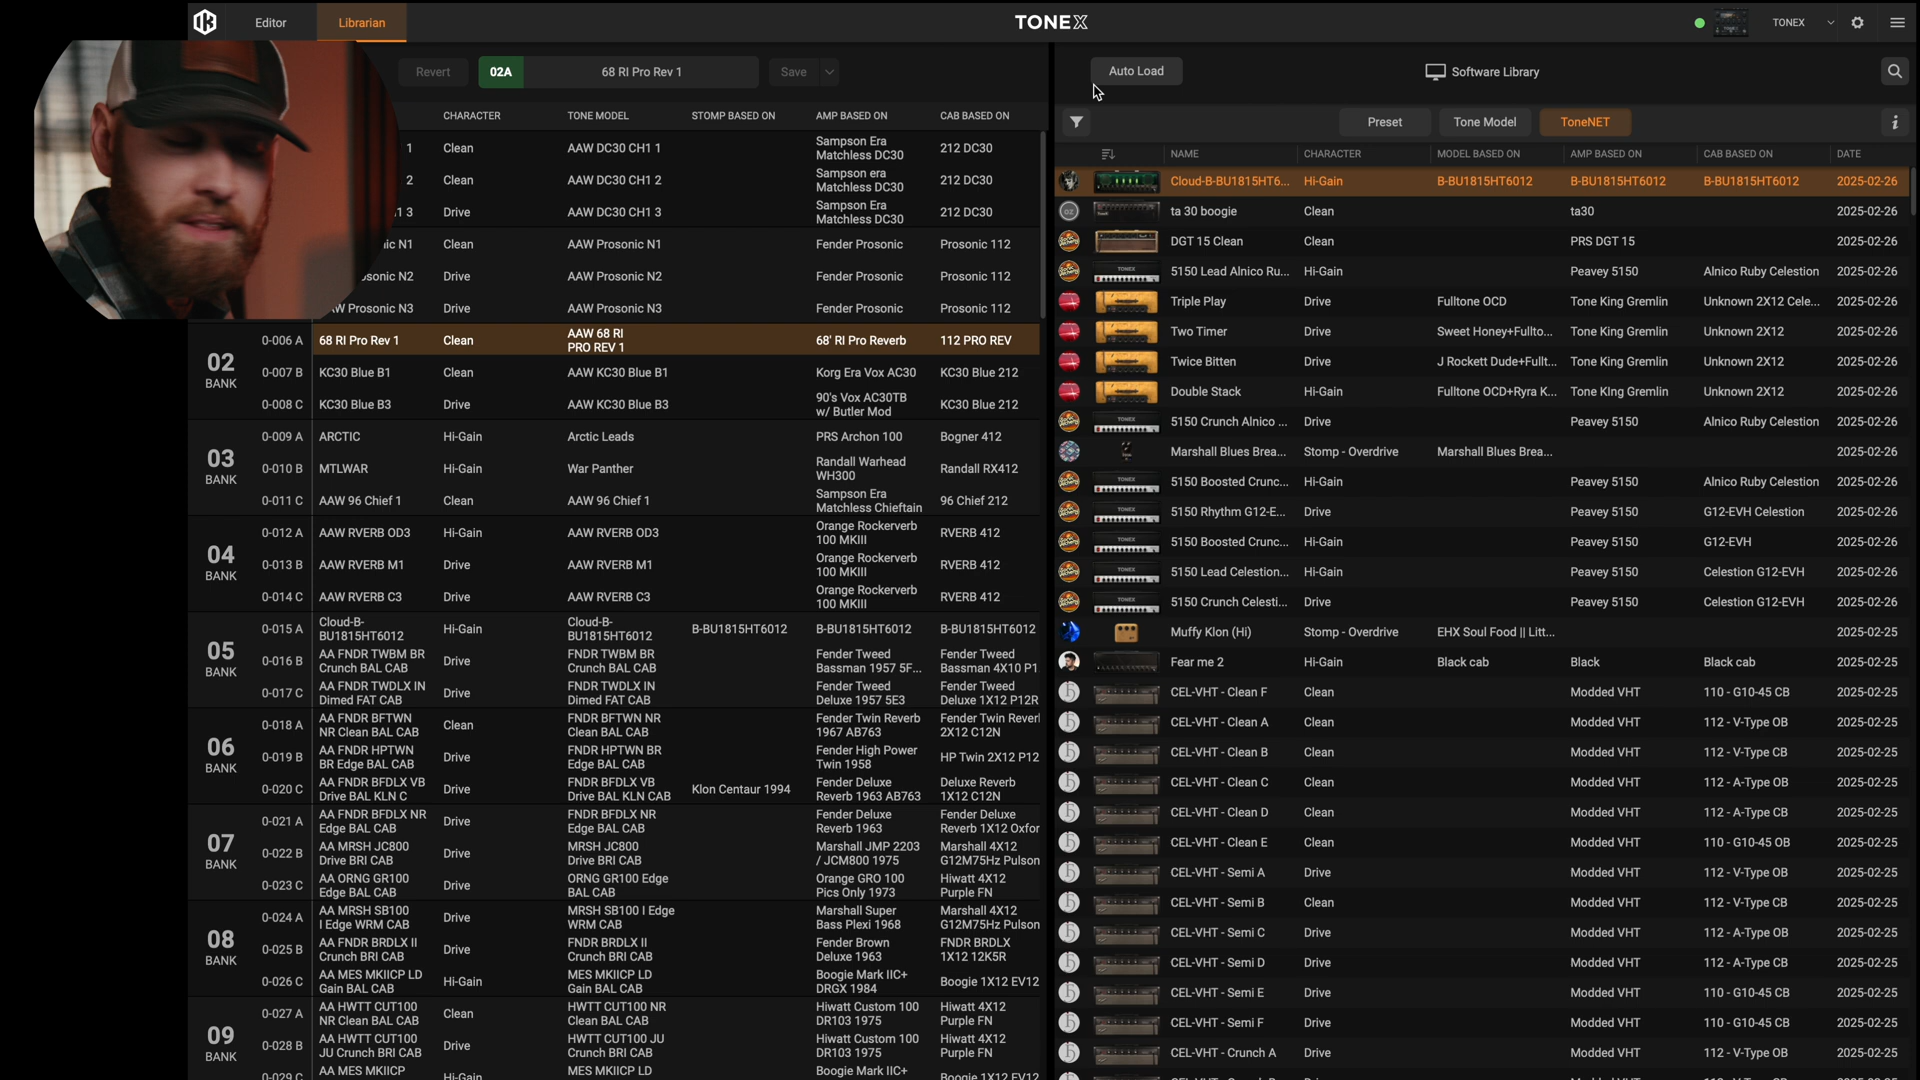 Editor
Librarian
TONEX
TONEX
Revert
02A
68 RI Pro Rev 1
Save
Auto Load
Software Library
Preset
Tone Model
ToneNET
CHARACTER TONE MODEL STOMP BASED ON AMP BASED ON CAB BASED ON
1 Clean AAW DC30 CH1 1 Sampson Era Matchless DC30 212 DC30
2 Clean AAW DC30 CH1 2 Sampson era Matchless DC30 212 DC30
1 3 Drive AAW DC30 CH1 3 Sampson Era Matchless DC30 212 DC30
ic N1 Clean AAW Prosonic N1 Fender Prosonic Prosonic 112
osonic N2 Drive AAW Prosonic N2 Fender Prosonic Prosonic 112
W Prosonic N3 Drive AAW Prosonic N3 Fender Prosonic Prosonic 112
02 BANK
0-006 A 68 RI Pro Rev 1 Clean AAW 68 RI PRO REV 1 68' RI Pro Reverb 112 PRO REV
0-007 B KC30 Blue B1 Clean AAW KC30 Blue B1 Korg Era Vox AC30 KC30 Blue 212
0-008 C KC30 Blue B3 Drive AAW KC30 Blue B3 90's Vox AC30TB w/ Butler Mod KC30 Blue 212
03 BANK
0-009 A ARCTIC Hi-Gain Arctic Leads PRS Archon 100 Bogner 412
0-010 B MTLWAR Hi-Gain War Panther Randall Warhead WH300 Randall RX412
0-011 C AAW 96 Chief 1 Clean AAW 96 Chief 1 Sampson Era Matchless Chieftain 96 Chief 212
04 BANK
0-012 A AAW RVERB OD3 Hi-Gain AAW RVERB OD3 Orange Rockerverb 100 MKIII RVERB 412
0-013 B AAW RVERB M1 Drive AAW RVERB M1 Orange Rockerverb 100 MKIII RVERB 412
0-014 C AAW RVERB C3 Drive AAW RVERB C3 Orange Rockerverb 100 MKIII RVERB 412
05 BANK
0-015 A Cloud-B-BU1815HT6012 Hi-Gain Cloud-B-BU1815HT6012 B-BU1815HT6012 B-BU1815HT6012 B-BU1815HT6012
0-016 B AA FNDR TWBM BR Crunch BAL CAB Drive FNDR TWBM BR Crunch BAL CAB Fender Tweed Bassman 1957 5F... Fender Tweed Bassman 4X10 P1
0-017 C AA FNDR TWDLX IN Dimed FAT CAB Drive FNDR TWDLX IN Dimed FAT CAB Fender Tweed Deluxe 1957 5E3 Fender Tweed Deluxe 1X12 P12R
06 BANK
0-018 A AA FNDR BFTWN NR Clean BAL CAB Clean FNDR BFTWN NR Clean BAL CAB Fender Twin Reverb 1967 AB763 Fender Twin Rever 2X12 C12N
0-019 B AA FNDR HPTWN BR Edge BAL CAB Drive FNDR HPTWN BR Edge BAL CAB Fender High Power Twin 1958 HP Twin 2X12 P12
0-020 C AA FNDR BFDLX VB Drive BAL KLN C Drive FNDR BFDLX VB Drive BAL KLN CAB Klon Centaur 1994 Fender Deluxe Reverb 1963 AB763 Deluxe Reverb 1X12 C12N
07 BANK
0-021 A AA FNDR BFDLX NR Edge BAL CAB Drive FNDR BFDLX NR Edge BAL CAB Fender Deluxe Reverb 1963 Fender Deluxe Reverb 1X12 Oxfor
0-022 B AA MRSH JC800 Drive BRI CAB Drive MRSH JC800 Drive BRI CAB Marshall JMP 2203 / JCM800 1975 Marshall 4X12 G12M75Hz Pulson
0-023 C AA ORNG GR100 Edge BAL CAB Drive ORNG GR100 Edge BAL CAB Orange GRO 100 Pics Only 1973 Hiwatt 4X12 Purple FN
08 BANK
0-024 A AA MRSH SB100 I Edge WRM CAB Drive MRSH SB100 I Edge WRM CAB Marshall Super Bass Plexi 1968 Marshall 4X12 G12M75Hz Pulson
0-025 B AA FNDR BRDLX II Crunch BRI CAB Drive FNDR BRDLX II Crunch BRI CAB Fender Brown Deluxe 1963 FNDR BRDLX 1X12 12K5R
0-026 C AA MES MKIICP LD Gain BAL CAB Hi-Gain MES MKIICP LD Gain BAL CAB Boogie Mark IIC+ DRGX 1984 Boogie 1X12 EV12
09 BANK
0-027 A AA HWTT CUT100 NR Clean BAL CAB Clean HWTT CUT100 NR Clean BAL CAB Hiwatt Custom 100 DR103 1975 Hiwatt 4X12 Purple FN
0-028 B AA HWTT CUT100 JU Crunch BRI CAB Drive HWTT CUT100 JU Crunch BRI CAB Hiwatt Custom 100 DR103 1975 Hiwatt 4X12 Purple FN
0-029 C AA MES MKIICP Hi-Gain MES MKIICP LD Boogie Mark IIC+ Boogie 1X12 EV12
NAME CHARACTER MODEL BASED ON AMP BASED ON CAB BASED ON DATE
Cloud-B-BU1815HT6... Hi-Gain B-BU1815HT6012 B-BU1815HT6012 B-BU1815HT6012 2025-02-26
ta 30 boogie Clean ta30 2025-02-26
DGT 15 Clean Clean PRS DGT 15 2025-02-26
5150 Lead Alnico Ru... Hi-Gain Peavey 5150 Alnico Ruby Celestion 2025-02-26
Triple Play Drive Fulltone OCD Tone King Gremlin Unknown 2X12 Cele... 2025-02-26
Two Timer Drive Sweet Honey+Fullto... Tone King Gremlin Unknown 2X12 2025-02-26
Twice Bitten Drive J Rockett Dude+Fullt... Tone King Gremlin Unknown 2X12 2025-02-26
Double Stack Hi-Gain Fulltone OCD+Ryra K... Tone King Gremlin Unknown 2X12 2025-02-26
5150 Crunch Alnico ... Drive Peavey 5150 Alnico Ruby Celestion 2025-02-26
Marshall Blues Brea... Stomp - Overdrive Marshall Blues Brea... 2025-02-26
5150 Boosted Crunc... Hi-Gain Peavey 5150 Alnico Ruby Celestion 2025-02-26
5150 Rhythm G12-E... Drive Peavey 5150 G12-EVH Celestion 2025-02-26
5150 Boosted Crunc... Hi-Gain Peavey 5150 G12-EVH 2025-02-26
5150 Lead Celestion... Hi-Gain Peavey 5150 Celestion G12-EVH 2025-02-26
5150 Crunch Celesti... Drive Peavey 5150 Celestion G12-EVH 2025-02-26
Muffy Klon (Hi) Stomp - Overdrive EHX Soul Food || Litt... 2025-02-25
Fear me 2 Hi-Gain Black cab Black Black cab 2025-02-25
CEL-VHT - Clean F Clean Modded VHT 110 - G10-45 CB 2025-02-25
CEL-VHT - Clean A Clean Modded VHT 112 - V-Type OB 2025-02-25
CEL-VHT - Clean B Clean Modded VHT 112 - V-Type CB 2025-02-25
CEL-VHT - Clean C Clean Modded VHT 112 - A-Type OB 2025-02-25
CEL-VHT - Clean D Clean Modded VHT 112 - A-Type CB 2025-02-25
CEL-VHT - Clean E Clean Modded VHT 110 - G10-45 OB 2025-02-25
CEL-VHT - Semi A Drive Modded VHT 112 - V-Type OB 2025-02-25
CEL-VHT - Semi B Clean Modded VHT 112 - V-Type CB 2025-02-25
CEL-VHT - Semi C Drive Modded VHT 112 - A-Type OB 2025-02-25
CEL-VHT - Semi D Drive Modded VHT 112 - A-Type CB 2025-02-25
CEL-VHT - Semi E Drive Modded VHT 110 - G10-45 CB 2025-02-25
CEL-VHT - Semi F Drive Modded VHT 110 - G10-45 CB 2025-02-25
CEL-VHT - Crunch A Drive Modded VHT 112 - V-Type OB 2025-02-25